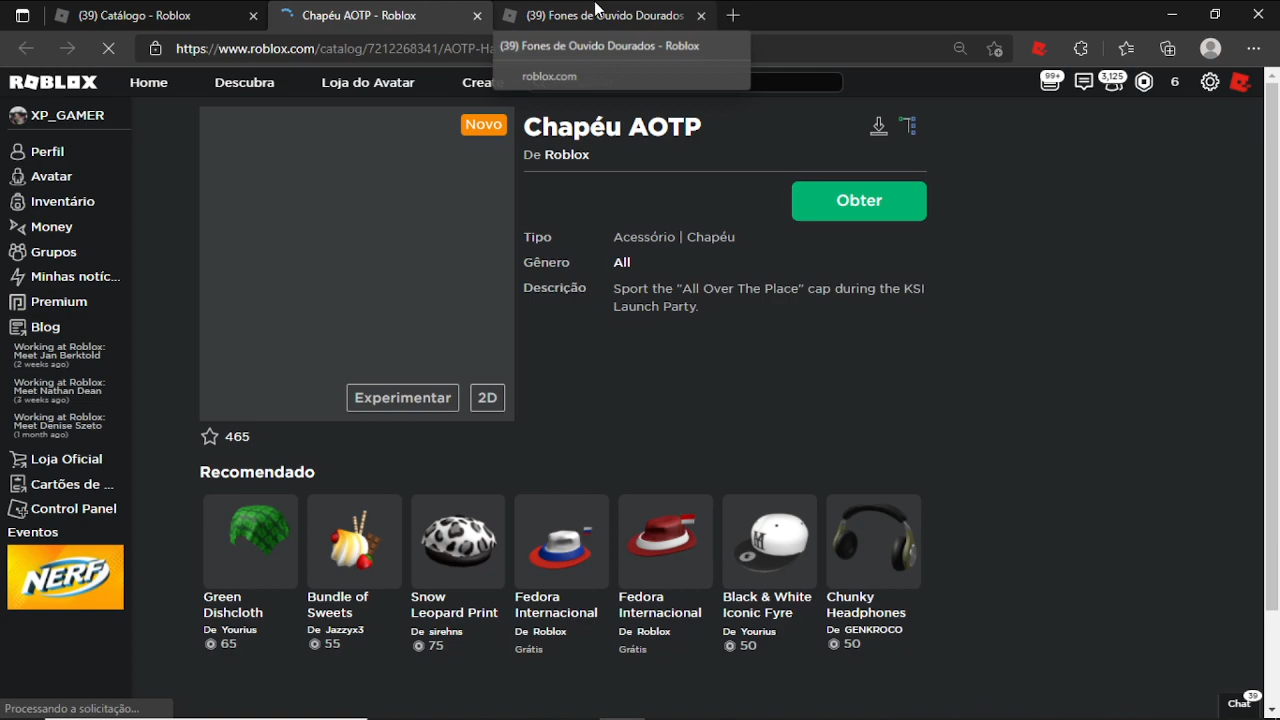 (39) Catálogo - Roblox
Chapéu AOTP - Roblox
(39) Fones de Ouvido Dourados
https://www.roblox.com/catalog/7212268341/AOTP-Ha
(39) Fones de Ouvido Dourados - Roblox
roblox.com
ROBLOX
Home
Descubra
Loja do Avatar
Create
99+
3,125
6
XP_GAMER
Perfil
Avatar
Inventário
Money
Grupos
Minhas notíc...
Premium
Blog
Working at Roblox:
Meet Jan Berktold
(2 weeks ago)
Working at Roblox:
Meet Nathan Dean
(3 weeks ago)
Working at Roblox:
Meet Denise Szeto
(1 month ago)
Loja Oficial
Cartões de ...
Control Panel
Eventos
NERF
Novo
Experimentar
2D
465
Chapéu AOTP
De Roblox
Obter
Tipo
Acessório | Chapéu
Gênero
All
Descrição
Sport the "All Over The Place" cap during the KSI
Launch Party.
Recomendado
Green
Dishcloth
De Yourius
65
Bundle of
Sweets
De Jazzyx3
55
Snow
Leopard Print
De sirehns
75
Fedora
Internacional
De Roblox
Grátis
Fedora
Internacional
De Roblox
Grátis
M
Black & White
Iconic Fyre
De Yourius
50
Chunky
Headphones
De GENKROCO
50
Processando a solicitação...
Chat
39